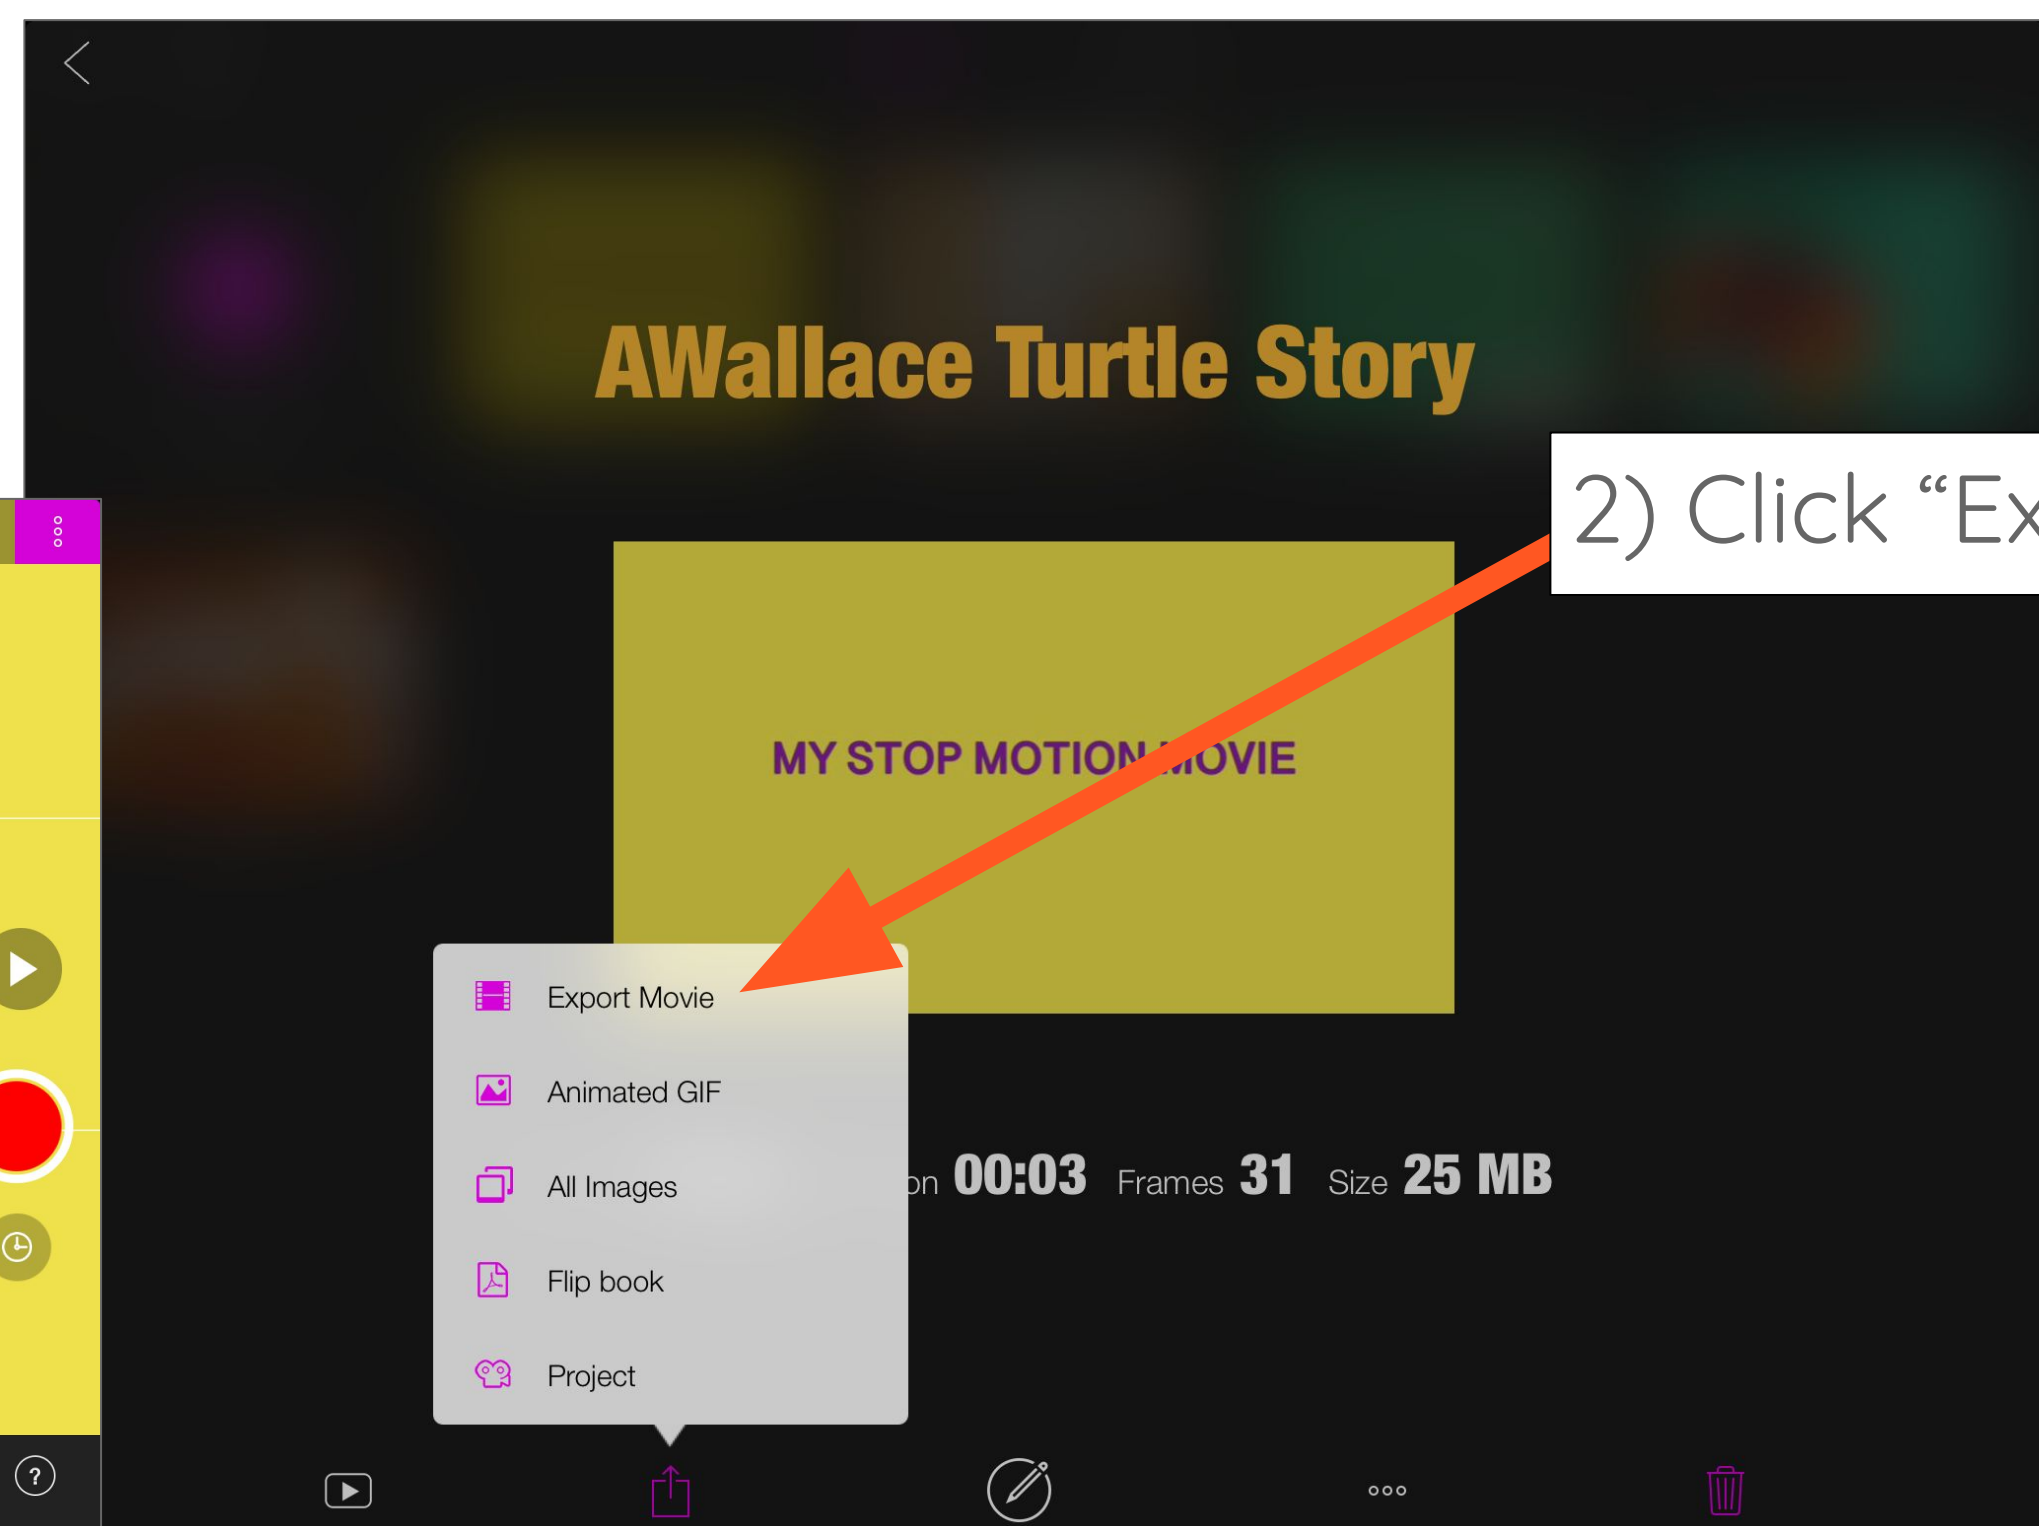 AWallace Turtle Story
2) Click “Ex
MY STOP MOTION MOVIE
Export Movie
Animated GIF
All Images
on 00:03 Frames 31 Size 25 MB
Flip book
Project
?